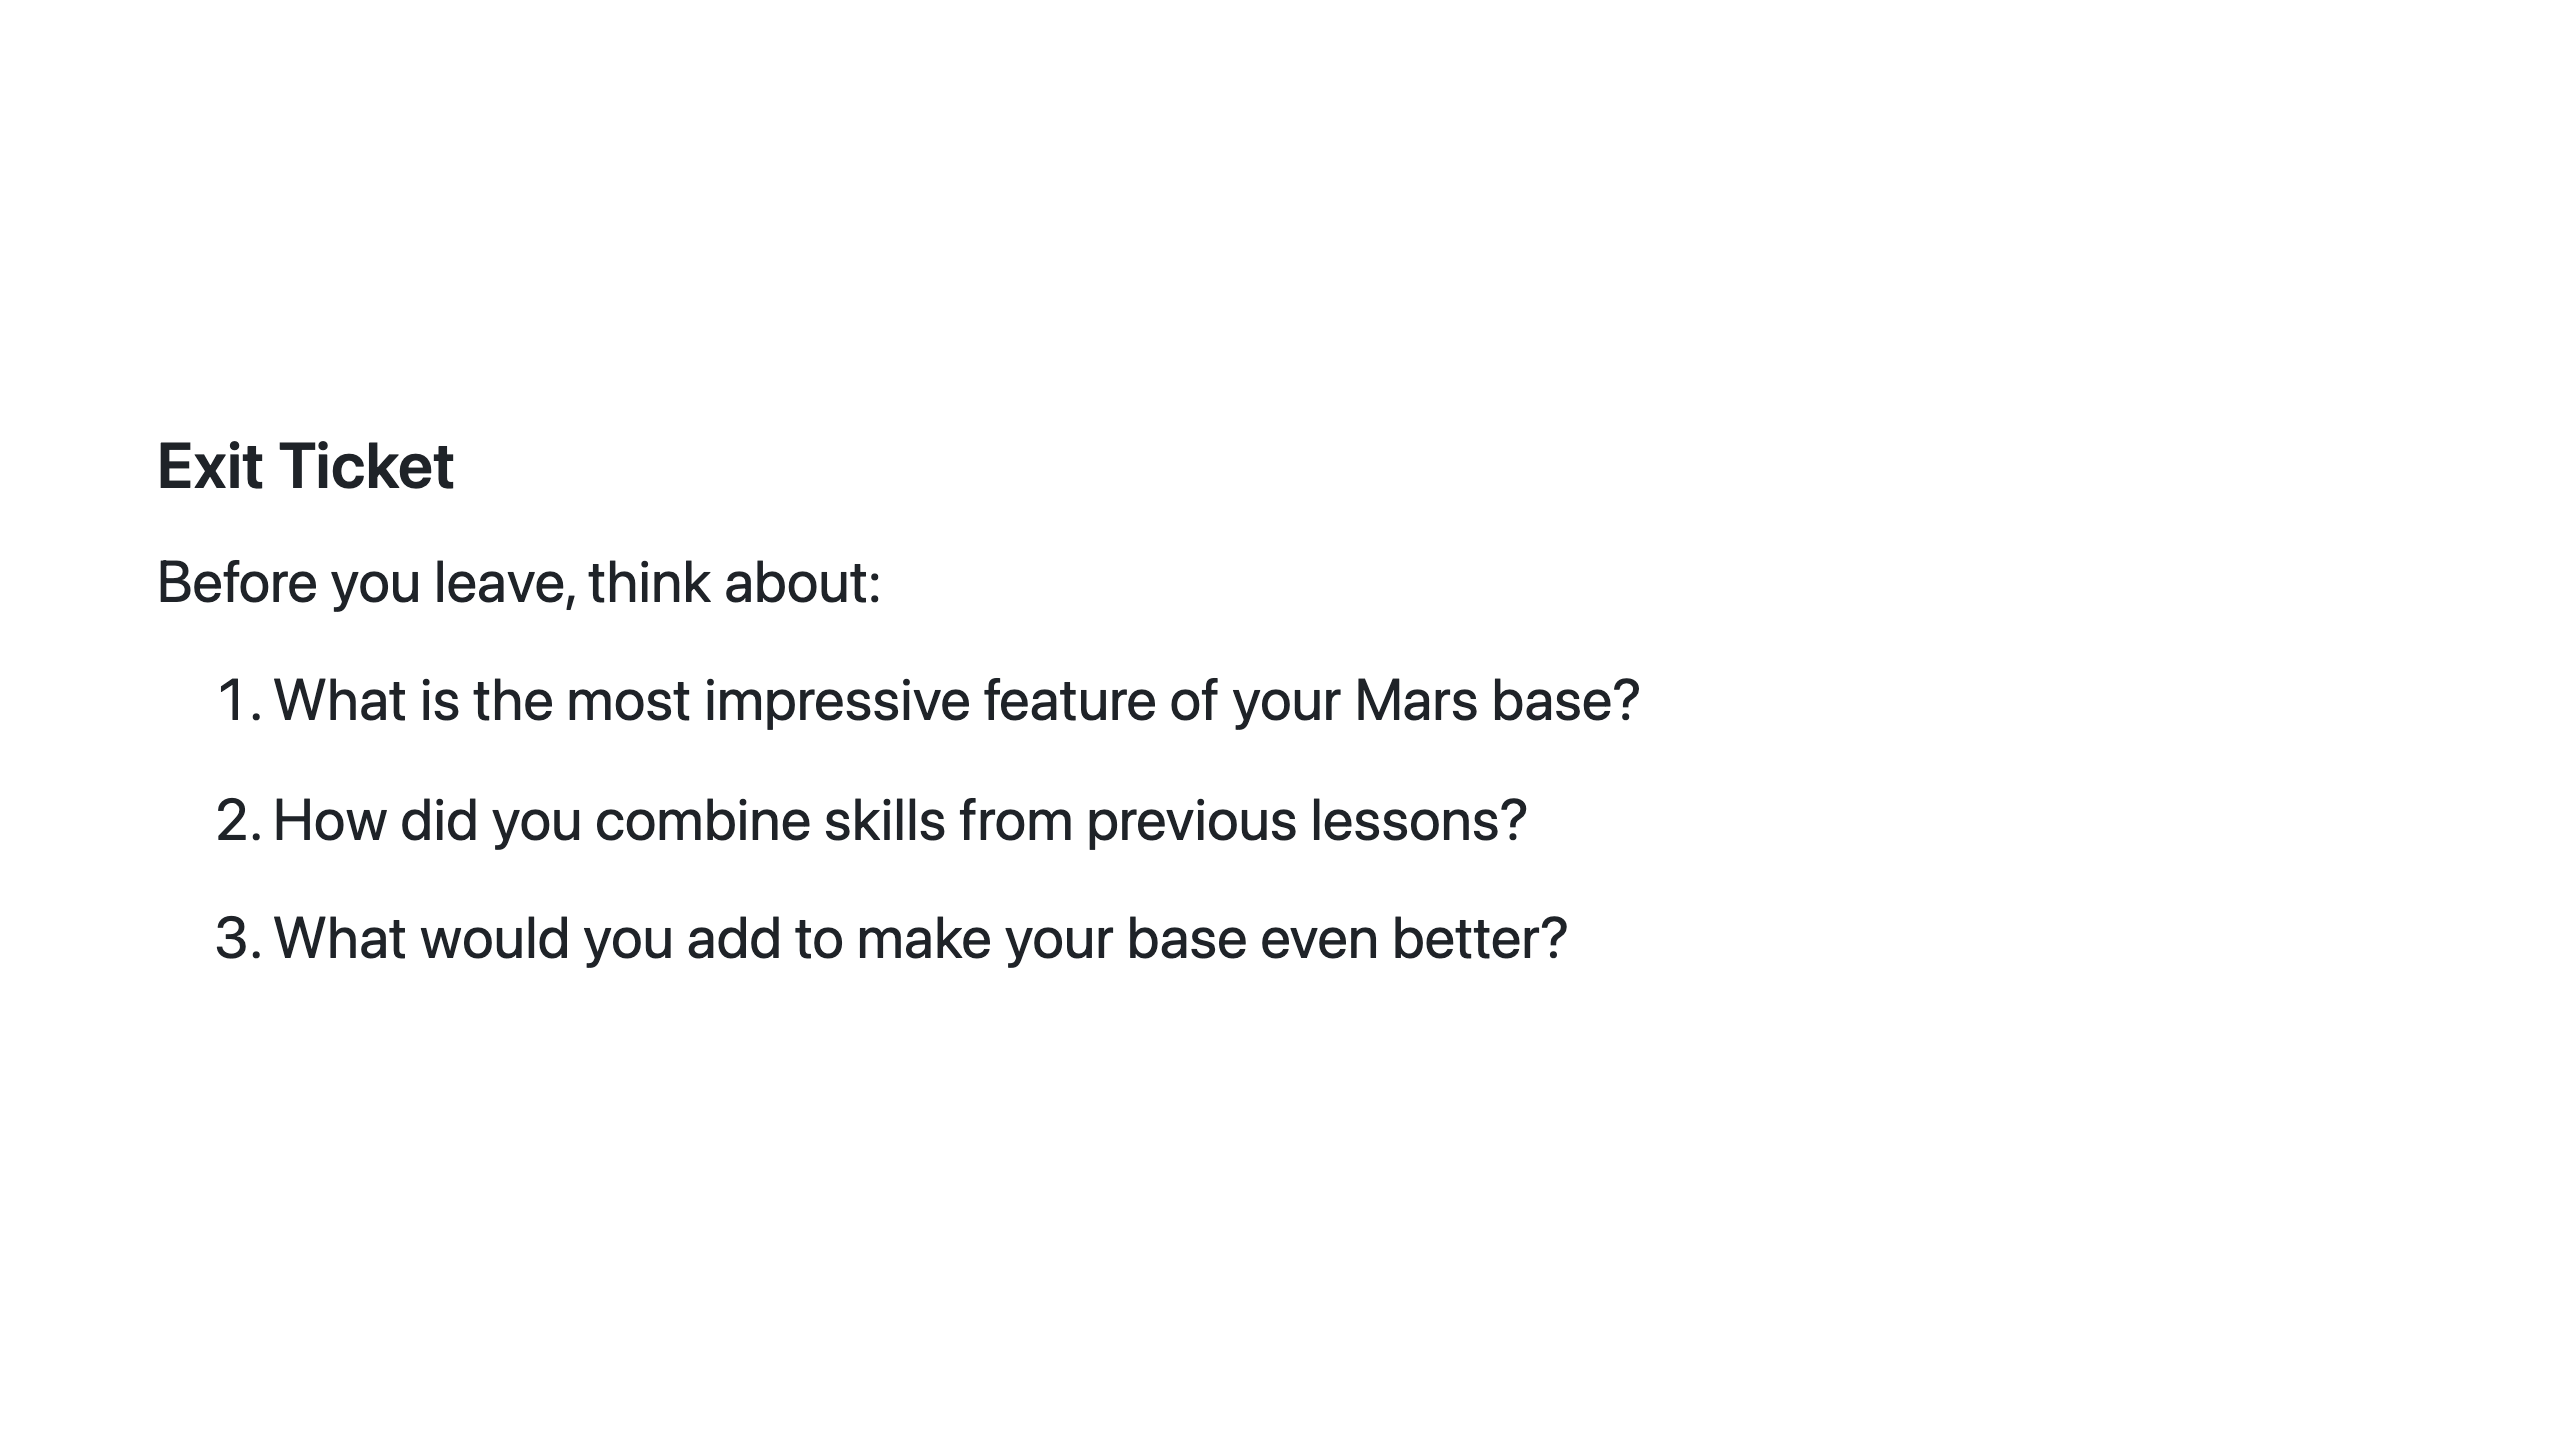 Exit Ticket
Before you leave, think about:
1. What is the most impressive feature of your Mars base?
2. How did you combine skills from previous lessons?
3. What would you add to make your base even better?